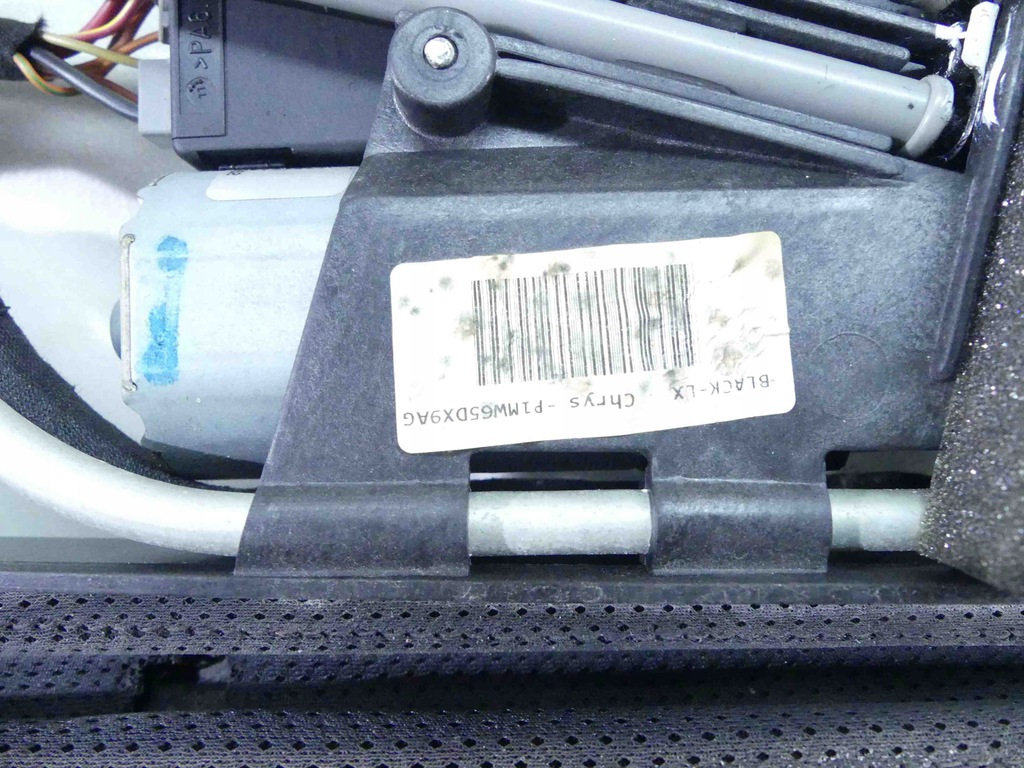 >PA6.
Chrys -P1MW65DX9AG
BLACK-LX